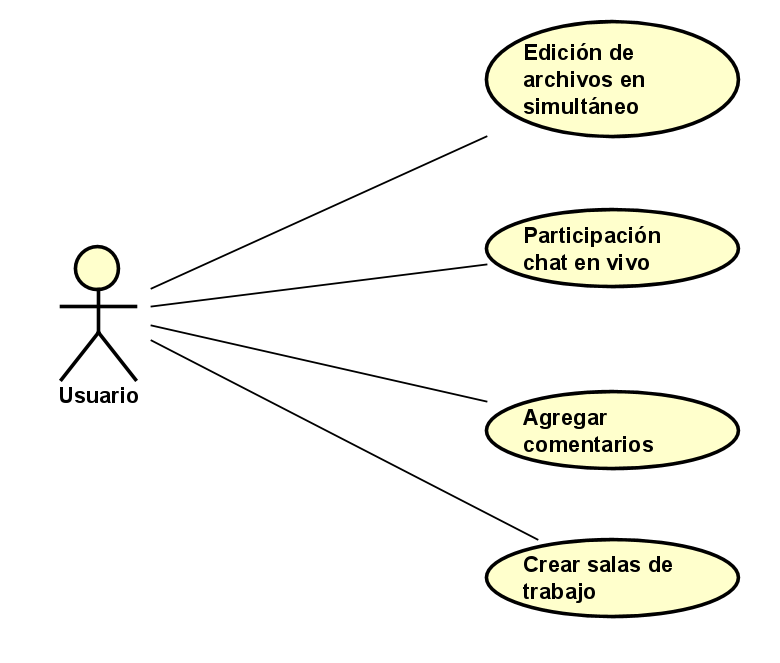 Edición de
archivos en
simultáneo
Participación
chat en vivo
Usuario
Agregar
comentarios
Crear salas de
trabajo